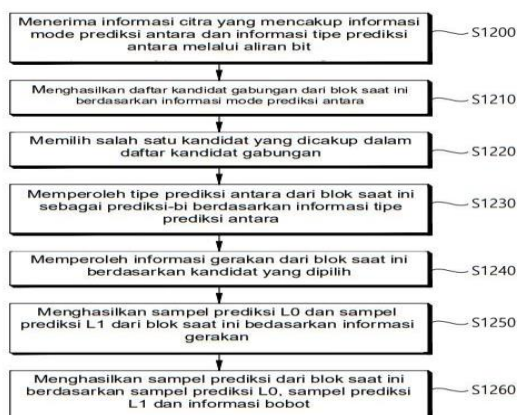 Menerima informasi citra yang mencakup informasi
mode prediksi antara dan informasi tipe prediksi
antara melalui aliran bit
S1200
Menghasilkan daftar kandidat gabungan dari blok saat ini
berdasarkan informasi mode prediksi antara
S1210
Memilih salah satu kandidat yang dicakup dalam
daftar kandidat gabungan
S1220
Memperoleh tipe prediksi antara dari blok saat ini
sebagai prediksi-bi berdasarkan informasi tipe
prediksi antara
S1230
Memperoleh informasi gerakan dari blok saat ini
berdasarkan kandidat yang dipilih
S1240
Menghasilkan sampel prediksi L0 dan sampel
prediksi L1 dari blok saat ini bedasarkan informasi
gerakan
S1250
Menghasilkan sampel prediksi dari blok saat ini
berdasarkan sampel prediksi L0, sampel prediksi
L1 dan informasi bobot
S1260